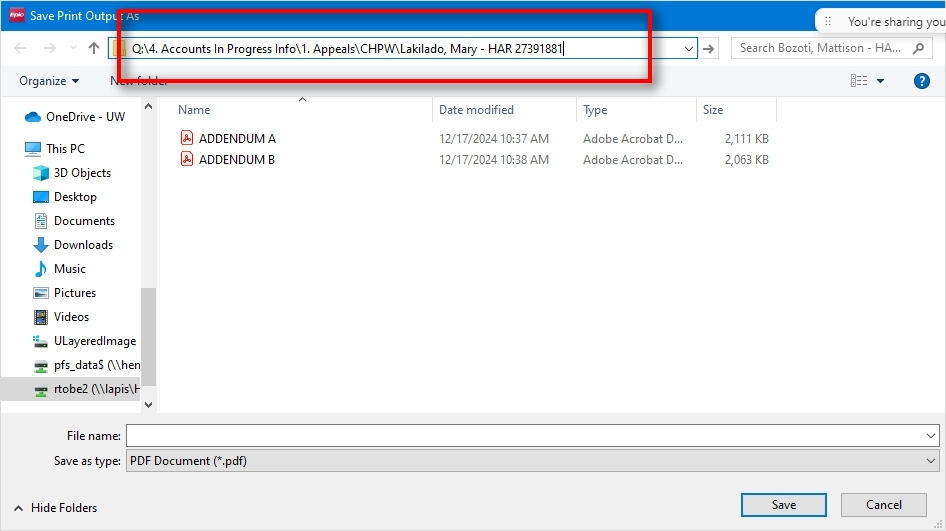 Epic Save Print Output As
You're sharing you
Q:\4. Accounts In Progress Info\1. Appeals\CHPW\Lakilado, Mary - HAR 27391881
Search Bozoti, Mattison - HA...
Organize New folder
Name Date modified Type Size
OneDrive - UW
ADDENDUM A 12/17/2024 10:37 AM Adobe Acrobat D... 2,111 KB
This PC
ADDENDUM B 12/17/2024 10:38 AM Adobe Acrobat D... 2,063 KB
3D Objects
Desktop
Documents
Downloads
Music
Pictures
Videos
ULayeredImage
pfs_data$ (\\hen
rtobe2 (\\lapis\H
File name:
Save as type: PDF Document (*.pdf)
Hide Folders
Save Cancel